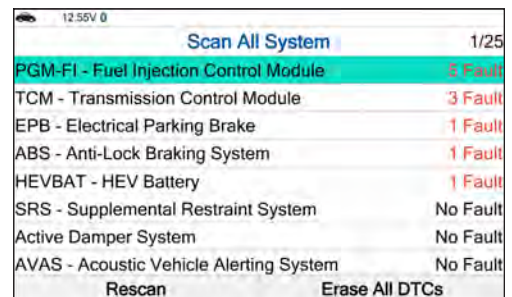 12.55V 0
Scan All System 1/25
PGM-FI - Fuel Injection Control Module 5 Fault
TCM - Transmission Control Module 3 Fault
EPB - Electrical Parking Brake 1 Fault
ABS - Anti-Lock Braking System 1 Fault
HEVBAT - HEV Battery 1 Fault
SRS - Supplemental Restraint System No Fault
Active Damper System No Fault
AVAS - Acoustic Vehicle Alerting System No Fault
Rescan Erase All DTCs